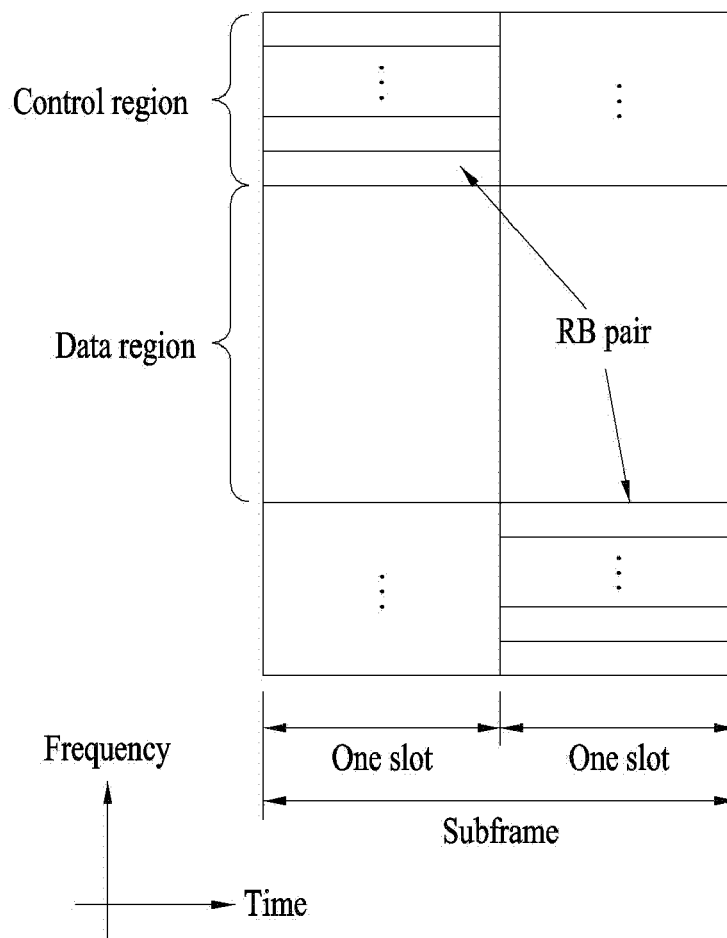 Control region
Data region
RB pair
One slot
One slot
Subframe
Frequency
Time